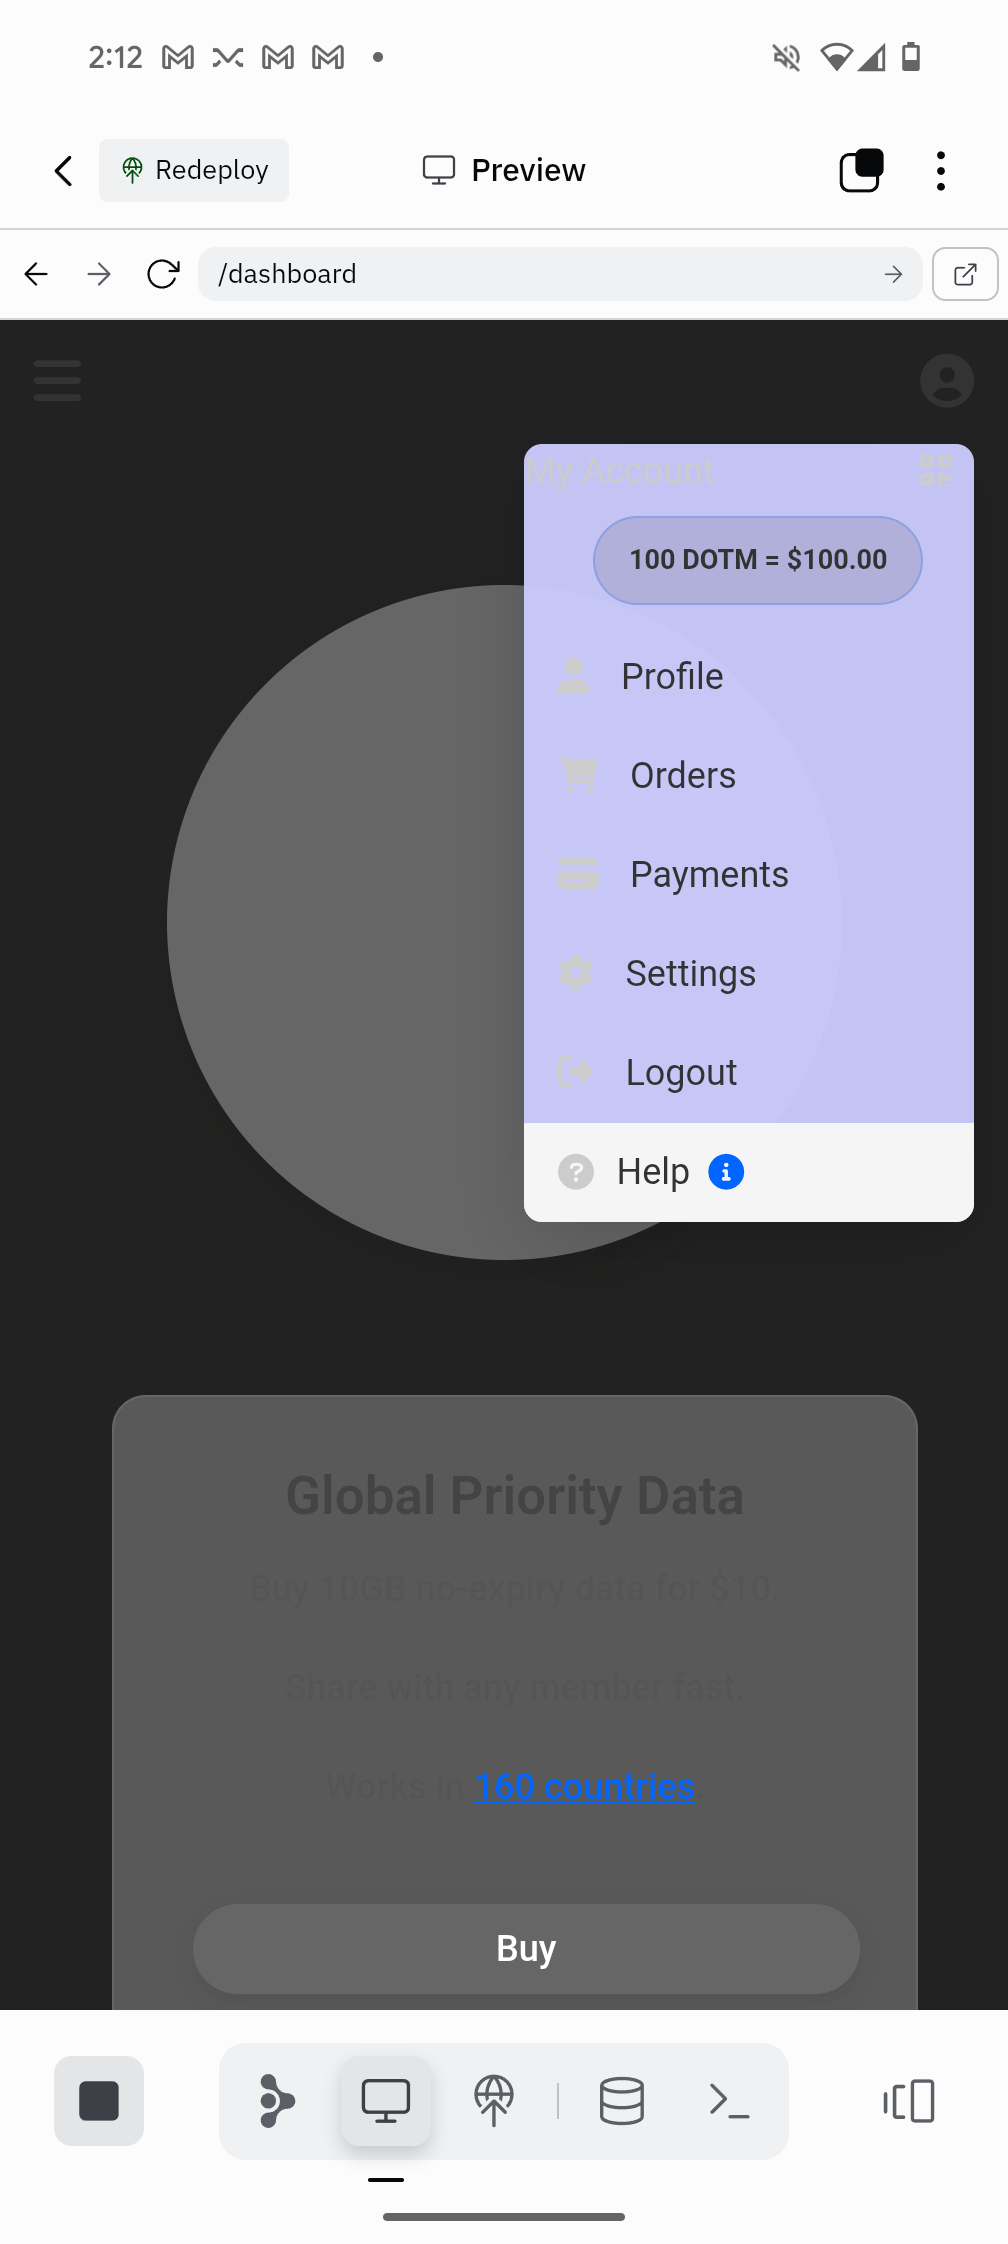 2:12
Redeploy
Preview
/dashboard
My Account
100 DOTM = $100.00
Profile
Orders
Payments
Settings
Logout
Help
Global Priority Data
Buy 10GB no-expiry data for $10.
Share with any member fast.
Works in 160 countries
Buy